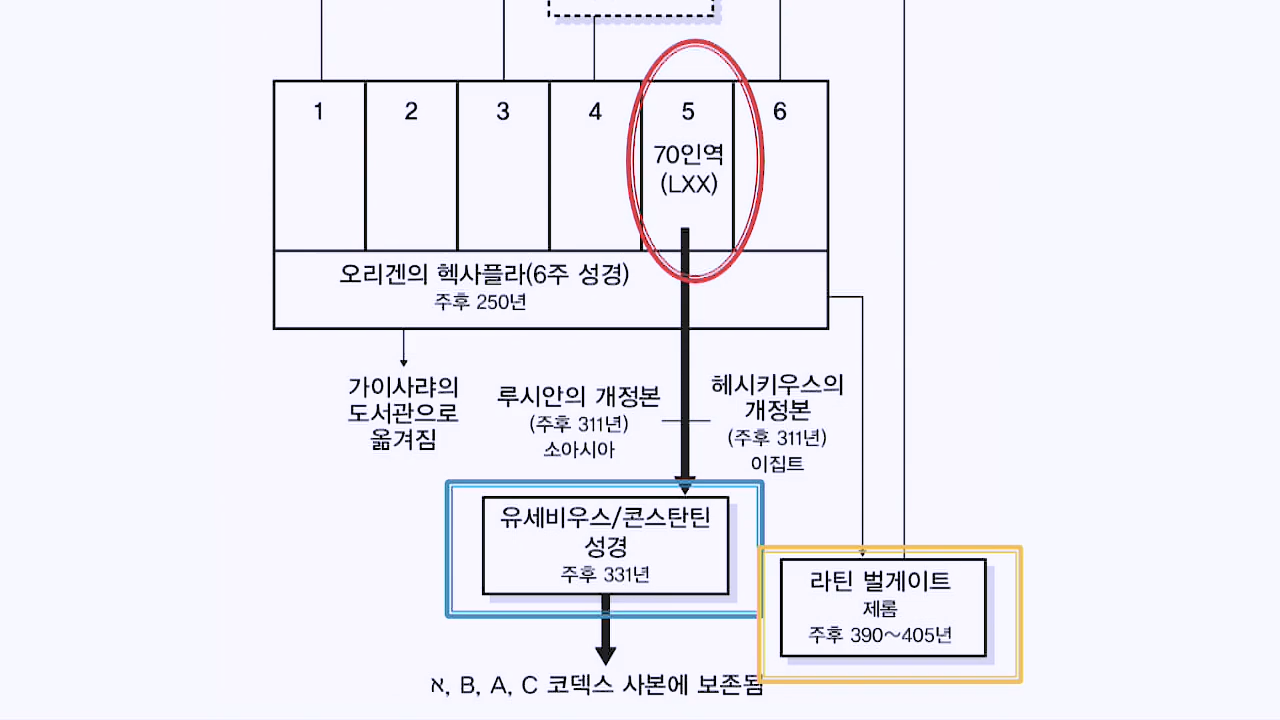 1 2 3 4 5 6
70인역
(LXX)
오리겐의 헥사플라(6주 성경)
주후 250년
가이사랴의
도서관으로
옮겨짐
루시안의 개정본
(주후 311년)
소아시아
헤시키우스의
개정본
(주후 311년)
이집트
유세비우스/콘스탄틴
성경
주후 331년
라틴 벌게이트
제롬
주후 390~405년
א, B, A, C 코덱스 사본에 보존됨